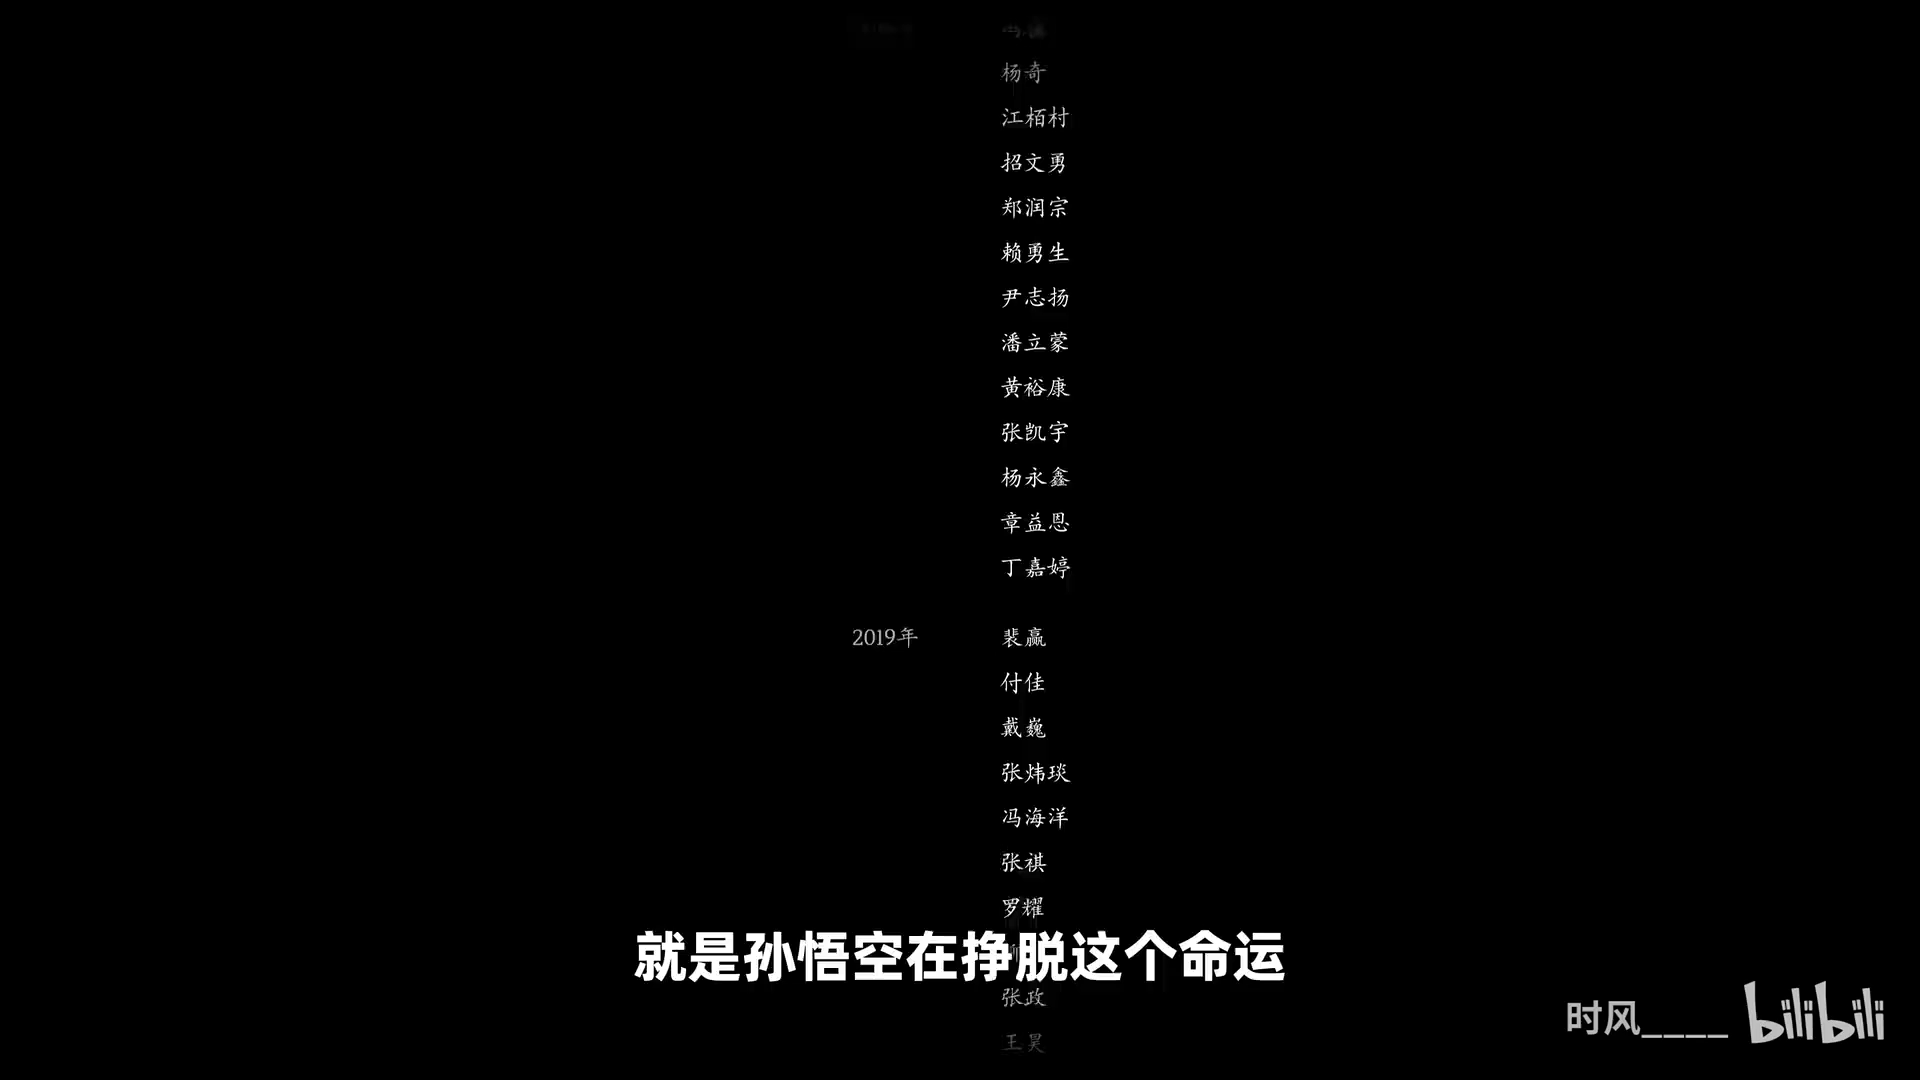 杨奇
江栢村
招文勇
郑润宗
赖勇生
尹志扬
潘立蒙
黄裕康
张凯宇
杨永鑫
章益恩
丁嘉婷
2019年 裴赢
付佳
戴巍
张炜琰
冯海洋
张祺
罗耀
就是孙悟空在挣脱这个命运
张政
王昊
时风____ bilibili